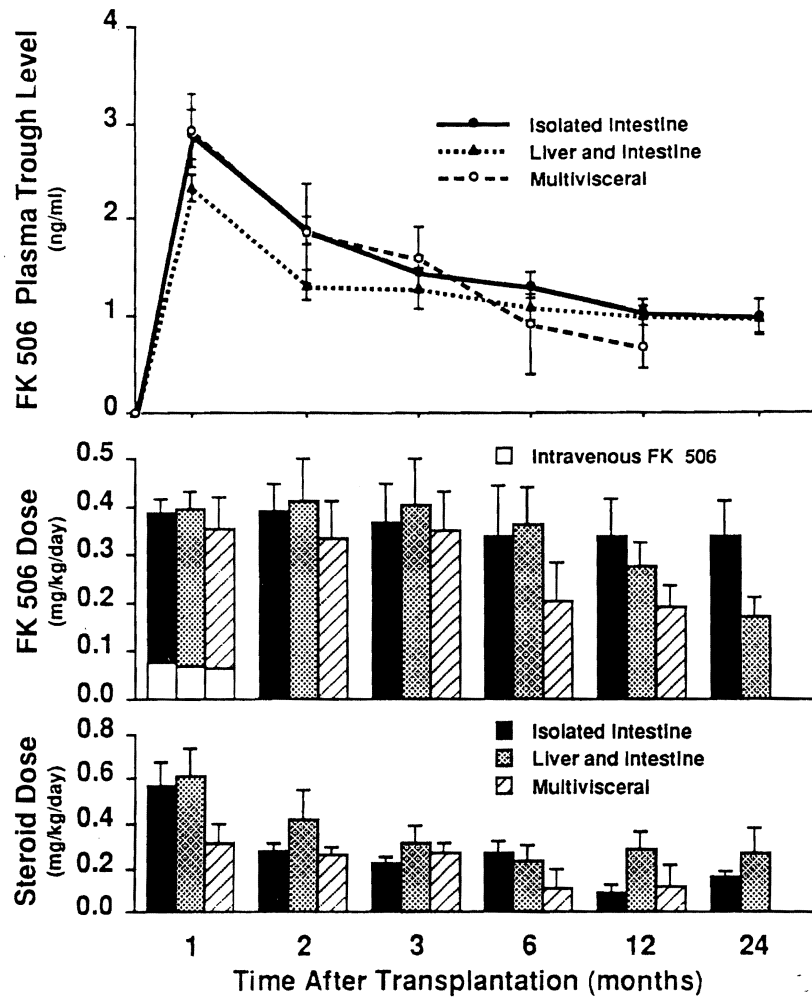 FK 506 Plasma Trough Level
(ng/ml)
4
3
2
1
0
Isolated Intestine
Liver and Intestine
Multivisceral
FK 506 Dose
(mg/kg/day)
0.5
0.4
0.3
0.2
0.1
0.0
Intravenous FK 506
Steroid Dose
(mg/kg/day)
0.8
0.6
0.4
0.2
0.0
Isolated Intestine
Liver and Intestine
Multivisceral
1 2 3 6 12 24
Time After Transplantation (months)